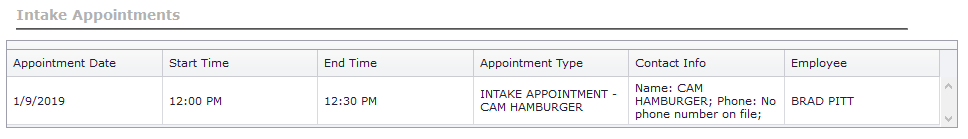 Intake Appointments
Appointment Date Start Time End Time Appointment Type Contact Info Employee
1/9/2019 12:00 PM 12:30 PM INTAKE APPOINTMENT - CAM HAMBURGER Name: CAM HAMBURGER; Phone: No phone number on file; BRAD PITT